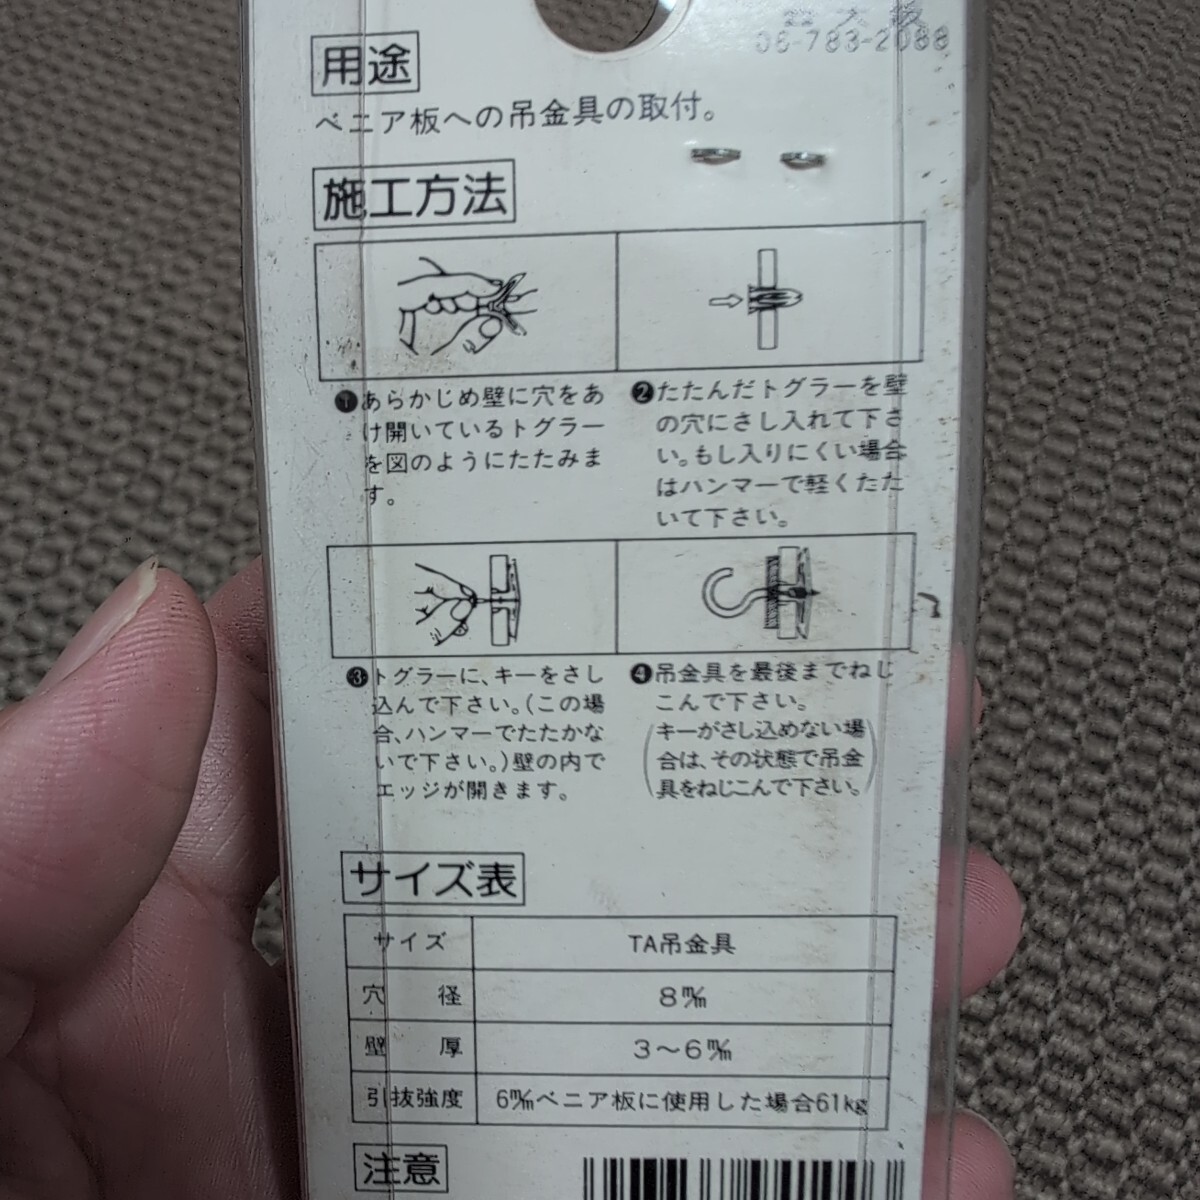 大阪
06-783-2088
用途
ベニア板への吊金具の取付。
施工方法
❶あらかじめ壁に穴をあ
け開いているトグラー
を図のようにたたみま
す。
❷たたんだトグラーを壁
の穴にさし入れて下さ
い。もし入りにくい場合
はハンマーで軽くたた
いて下さい。
❸トグラーに、キーをさし
込んで下さい。(この場
合、ハンマーでたたかな
いで下さい。)壁の内で
エッジが開きます。
❹吊金具を最後までねじ
こんで下さい。
(キーがさし込めない場
合は、その状態で吊金
具をねじこんで下さい。)
サイズ表
サイズ TA吊金具
穴径 8㎜
壁厚 3～6㎜
引抜強度 6㎜ベニア板に使用した場合61kg
注意